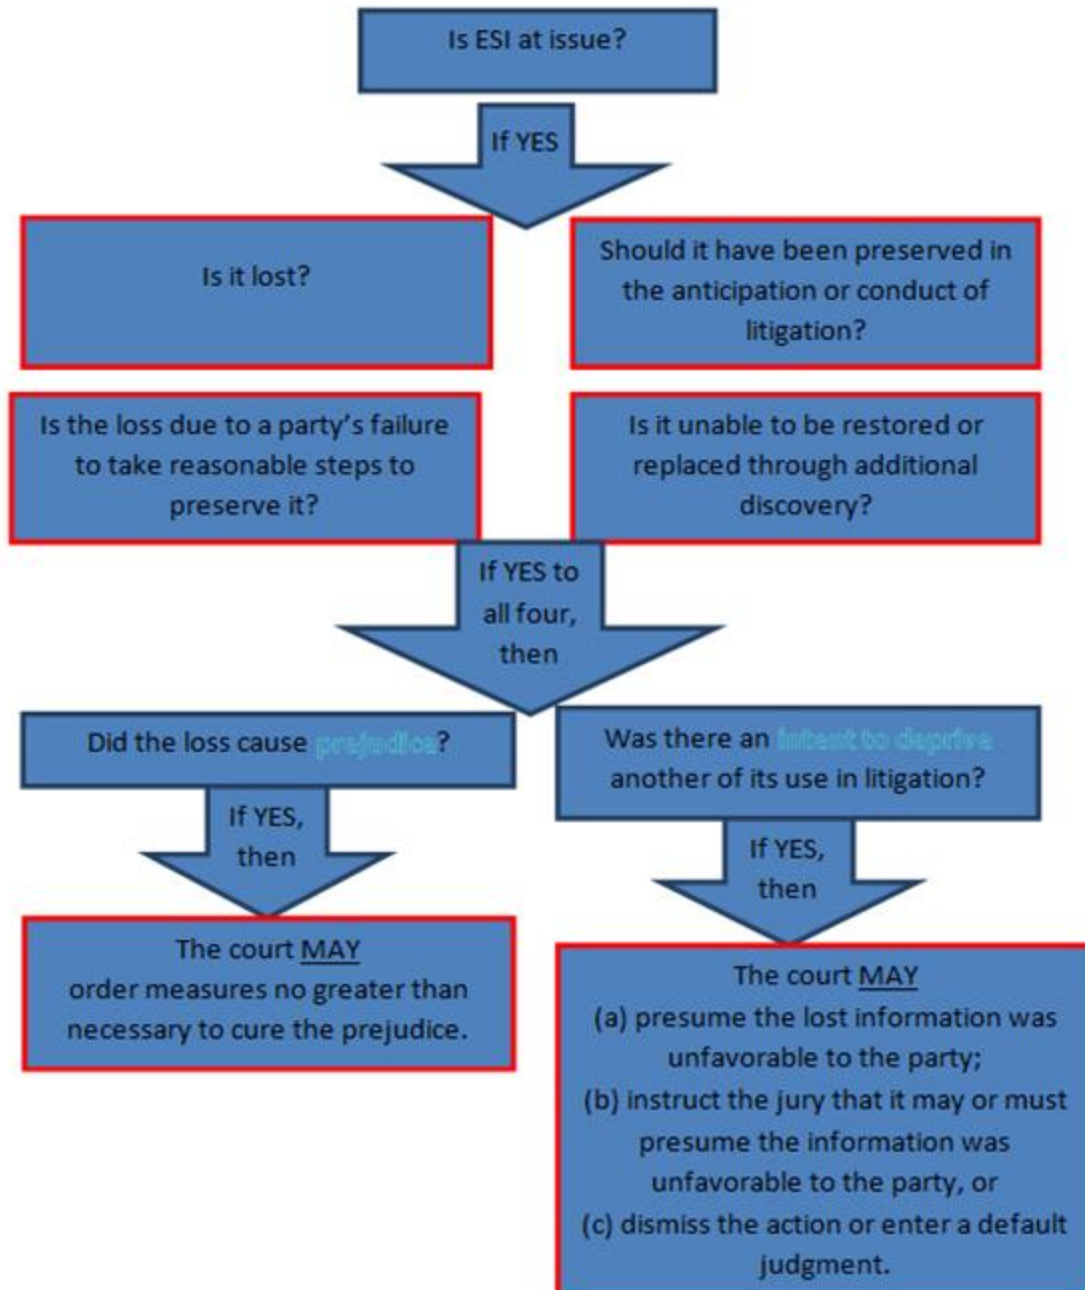 Is ESI at issue?
If YES
Is it lost?
Should it have been preserved in
the anticipation or conduct of
litigation?
Is the loss due to a party’s failure
to take reasonable steps to
preserve it?
Is it unable to be restored or
replaced through additional
discovery?
If YES to
all four,
then
Did the loss cause prejudice?
Was there an intent to deprive
another of its use in litigation?
If YES,
then
If YES,
then
The court MAY
order measures no greater than
necessary to cure the prejudice.
The court MAY
(a) presume the lost information was
unfavorable to the party;
(b) instruct the jury that it may or must
presume the information was
unfavorable to the party, or
(c) dismiss the action or enter a default
judgment.